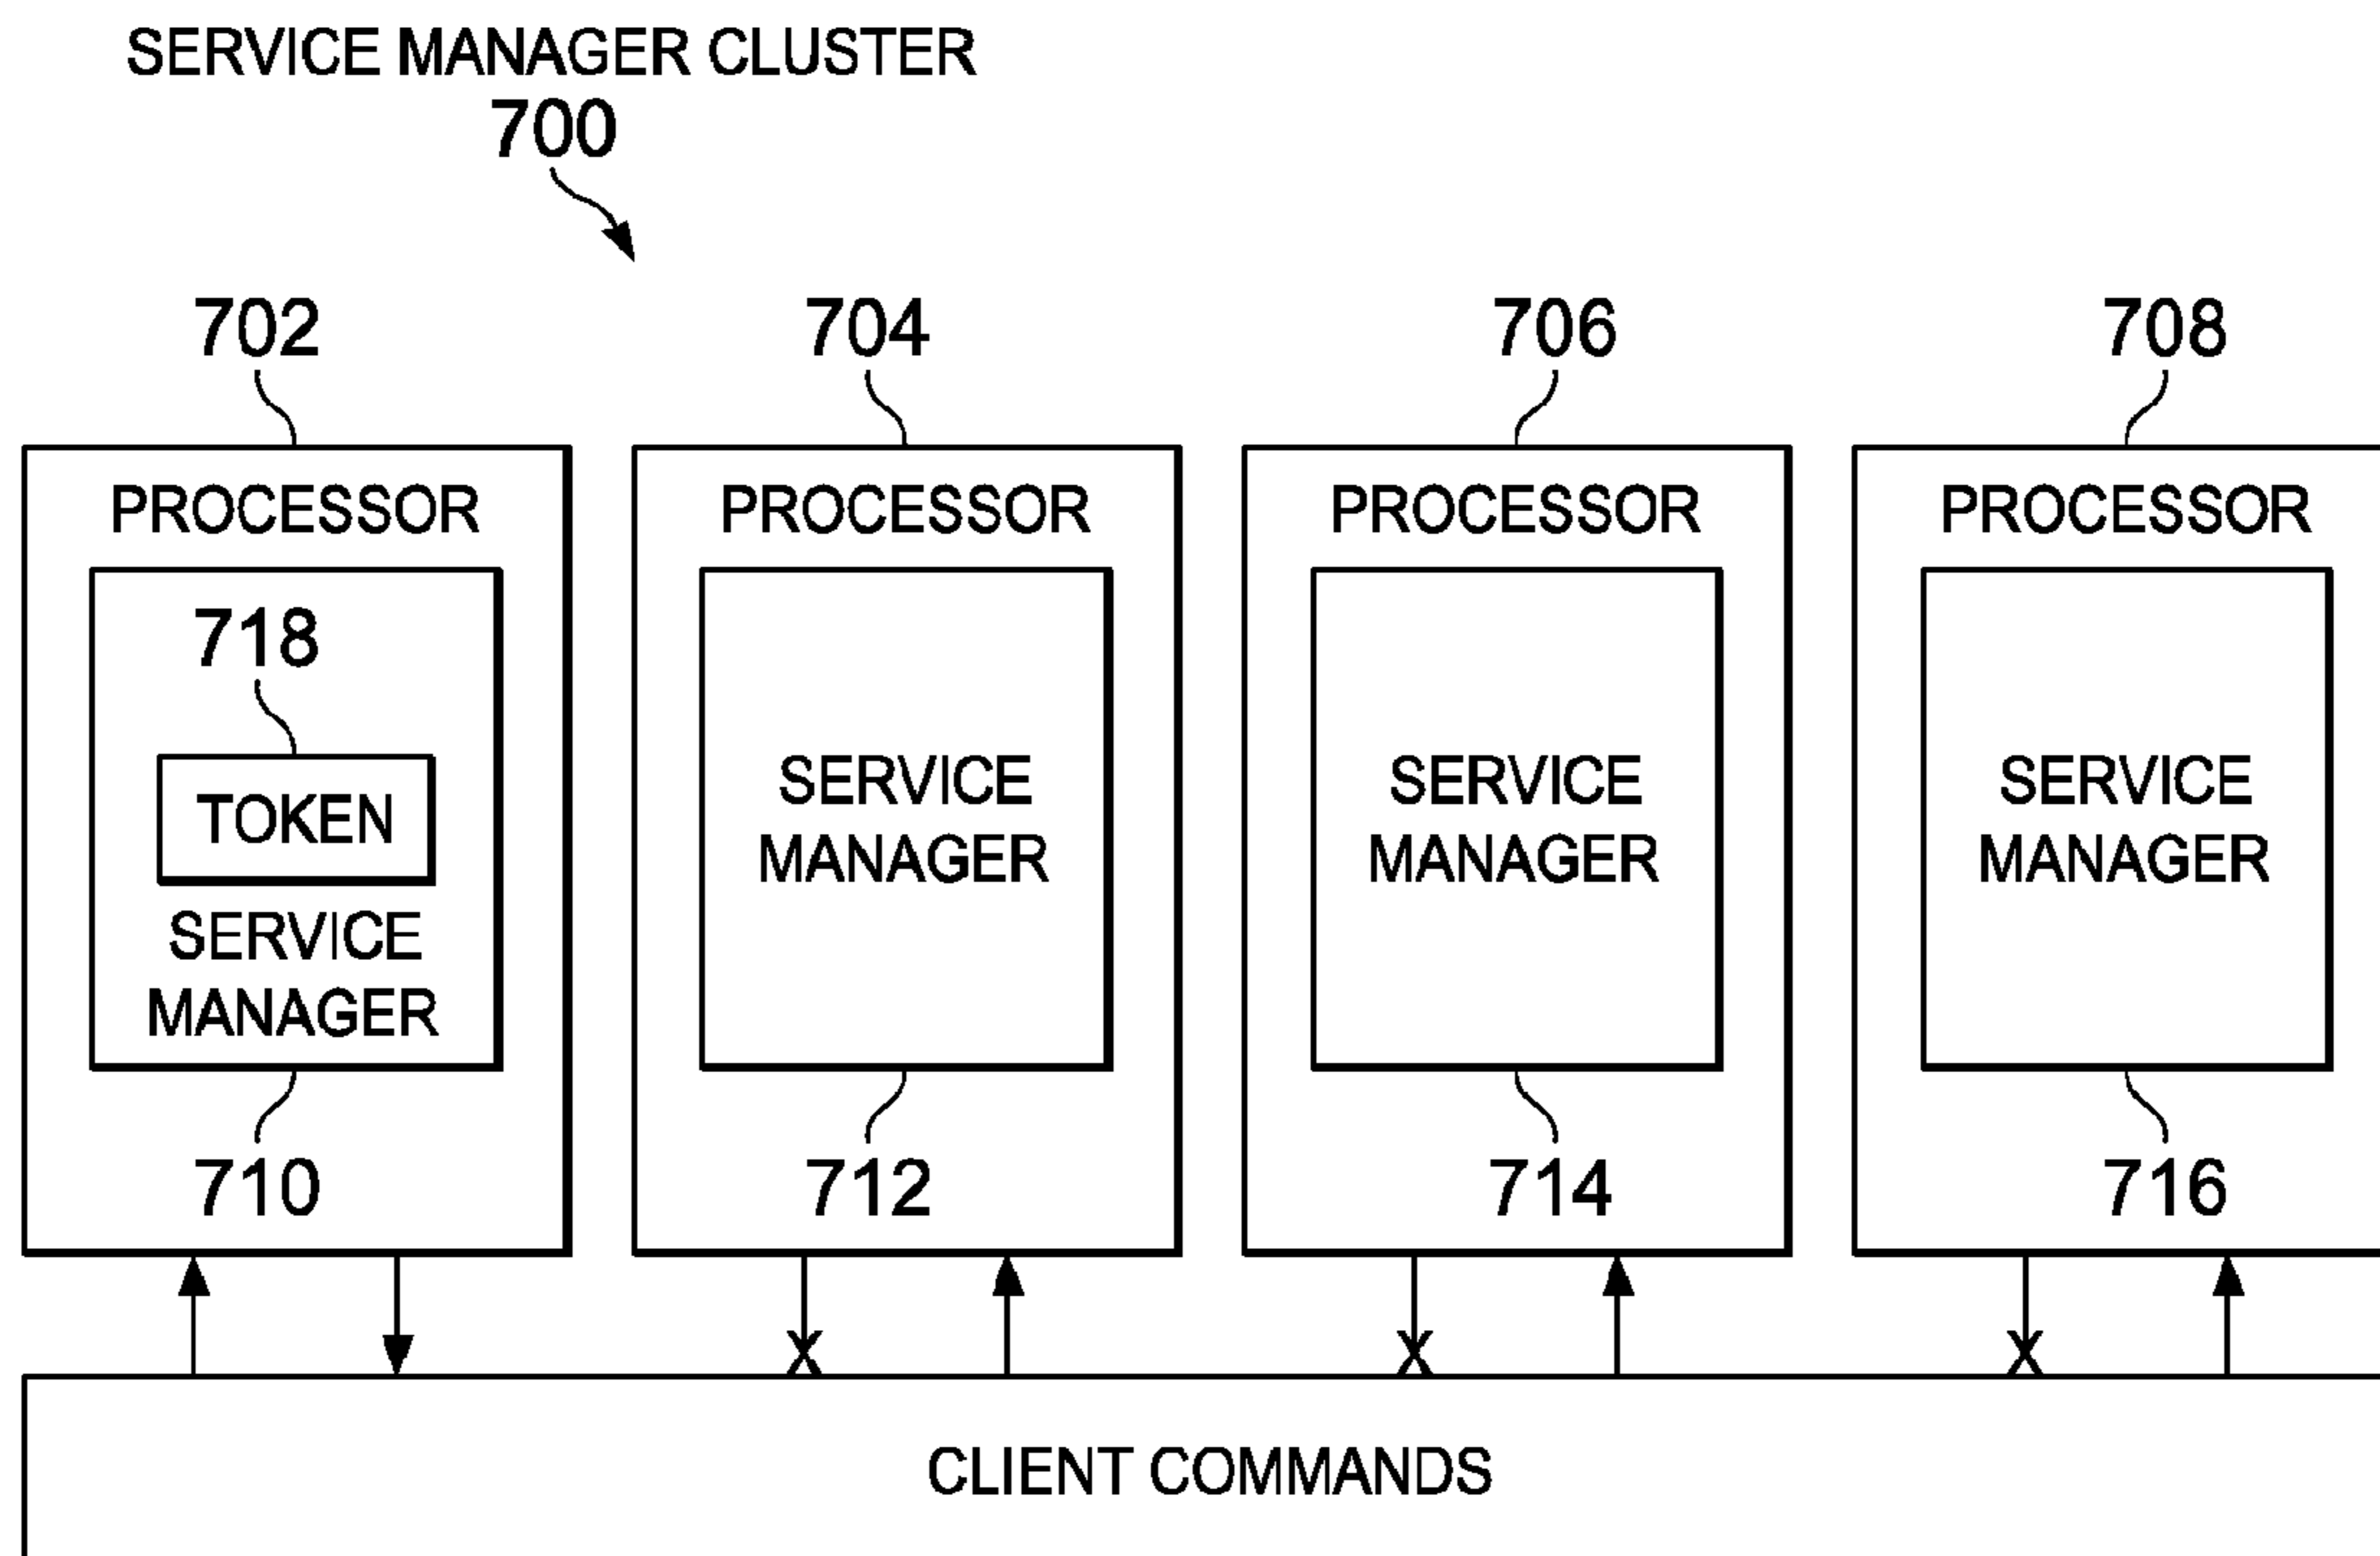 SERVICE MANAGER CLUSTER
700
702 704 706 708
PROCESSOR PROCESSOR PROCESSOR PROCESSOR
718
TOKEN
SERVICE
MANAGER
SERVICE
MANAGER
SERVICE
MANAGER
SERVICE
MANAGER
710 712 714 716
X X X
CLIENT COMMANDS